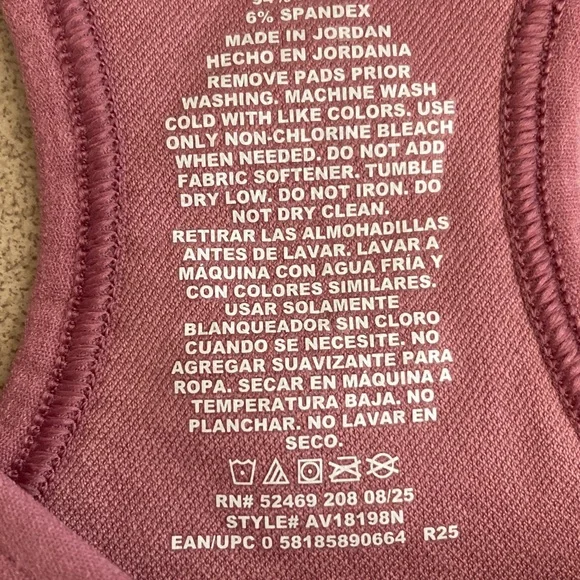 6% SPANDEX
MADE IN JORDAN
HECHO EN JORDANIA
REMOVE PADS PRIOR
WASHING. MACHINE WASH
COLD WITH LIKE COLORS. USE
ONLY NON-CHLORINE BLEACH
WHEN NEEDED. DO NOT ADD
FABRIC SOFTENER. TUMBLE
DRY LOW. DO NOT IRON. DO
NOT DRY CLEAN.
RETIRAR LAS ALMOHADILLAS
ANTES DE LAVAR. LAVAR A
MÁQUINA CON AGUA FRÍA Y
CON COLORES SIMILARES.
USAR SOLAMENTE
BLANQUEADOR SIN CLORO
CUANDO SE NECESITE. NO
AGREGAR SUAVIZANTE PARA
ROPA. SECAR EN MÁQUINA A
TEMPERATURA BAJA. NO
PLANCHAR. NO LAVAR EN
SECO.
RN# 52469 208 08/25
STYLE# AV18198N
EAN/UPC 0 58185890664 R25